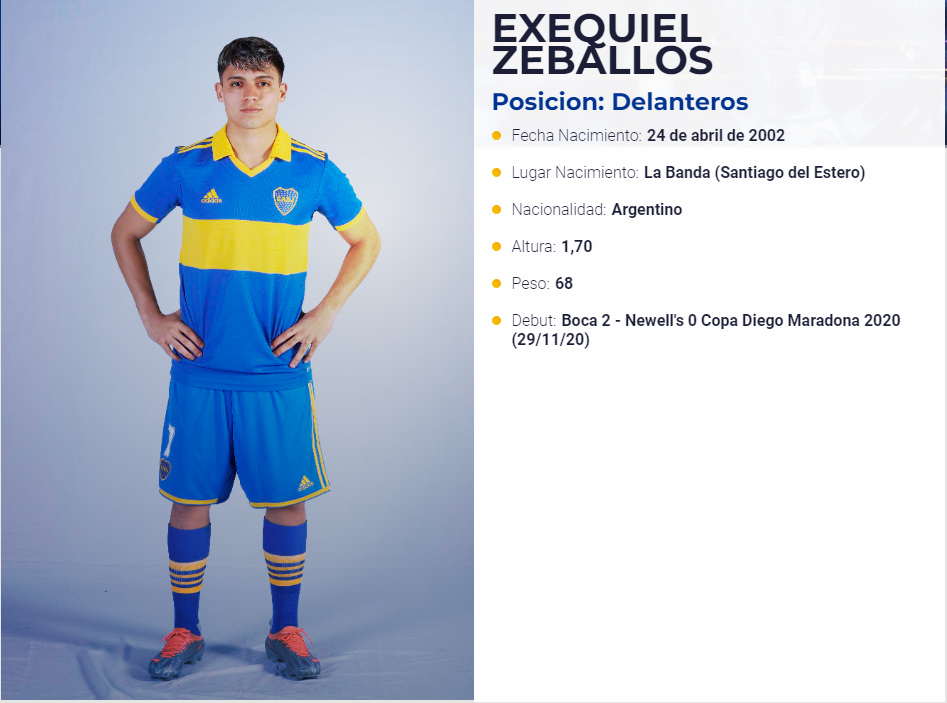 EXEQUIEL
ZEBALLOS
Posicion: Delanteros
Fecha Nacimiento: 24 de abril de 2002
Lugar Nacimiento: La Banda (Santiago del Estero)
Nacionalidad: Argentino
Altura: 1,70
Peso: 68
Debut: Boca 2 - Newell's 0 Copa Diego Maradona 2020
(29/11/20)
adidas
CABJ
7